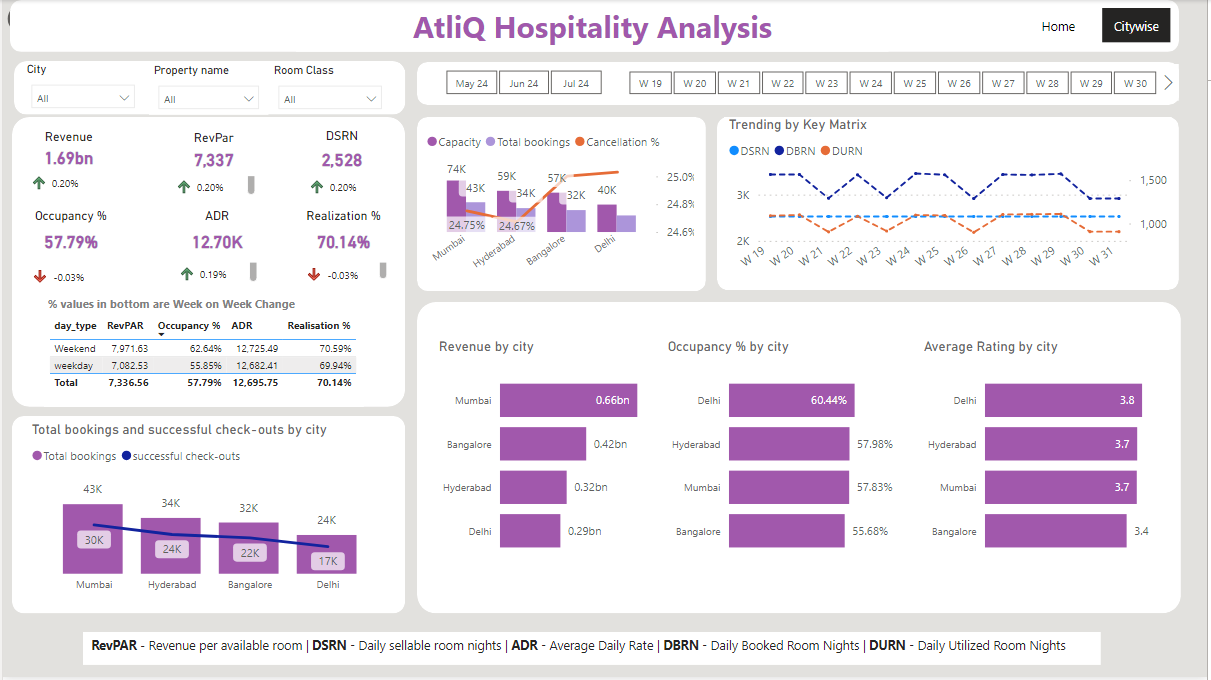 AtliQ Hospitality Analysis
Home
Citywise
City
Property name
Room Class
All
All
All
May 24
Jun 24
Jul 24
W 19
W 20
W 21
W 22
W 23
W 24
W 25
W 26
W 27
W 28
W 29
W 30
Revenue
1.69bn
0.20%
RevPar
7,337
0.20%
DSRN
2,528
0.20%
Occupancy %
57.79%
-0.03%
ADR
12.70K
0.19%
Realization %
70.14%
-0.03%
% values in bottom are Week on Week Change
day_type RevPAR Occupancy % ADR Realisation %
Weekend 7,971.63 62.64% 12,725.49 70.59%
weekday 7,082.53 55.85% 12,682.41 69.94%
Total 7,336.56 57.79% 12,695.75 70.14%
Capacity Total bookings Cancellation %
74K
43K
59K
34K
57K
32K
40K
24.75%
24.67%
25.0%
24.8%
24.6%
Mumbai
Hyderabad
Bangalore
Delhi
Trending by Key Matrix
DSRN DBRN DURN
3K
2K
1,500
1,000
W 19
W 20
W 21
W 22
W 23
W 24
W 25
W 26
W 27
W 28
W 29
W 30
W 31
Total bookings and successful check-outs by city
Total bookings successful check-outs
43K
34K
32K
24K
30K
24K
22K
17K
Mumbai
Hyderabad
Bangalore
Delhi
Revenue by city
Mumbai 0.66bn
Bangalore 0.42bn
Hyderabad 0.32bn
Delhi 0.29bn
Occupancy % by city
Delhi 60.44%
Hyderabad 57.98%
Mumbai 57.83%
Bangalore 55.68%
Average Rating by city
Delhi 3.8
Hyderabad 3.7
Mumbai 3.7
Bangalore 3.4
RevPAR - Revenue per available room | DSRN - Daily sellable room nights | ADR - Average Daily Rate | DBRN - Daily Booked Room Nights | DURN - Daily Utilized Room Nights